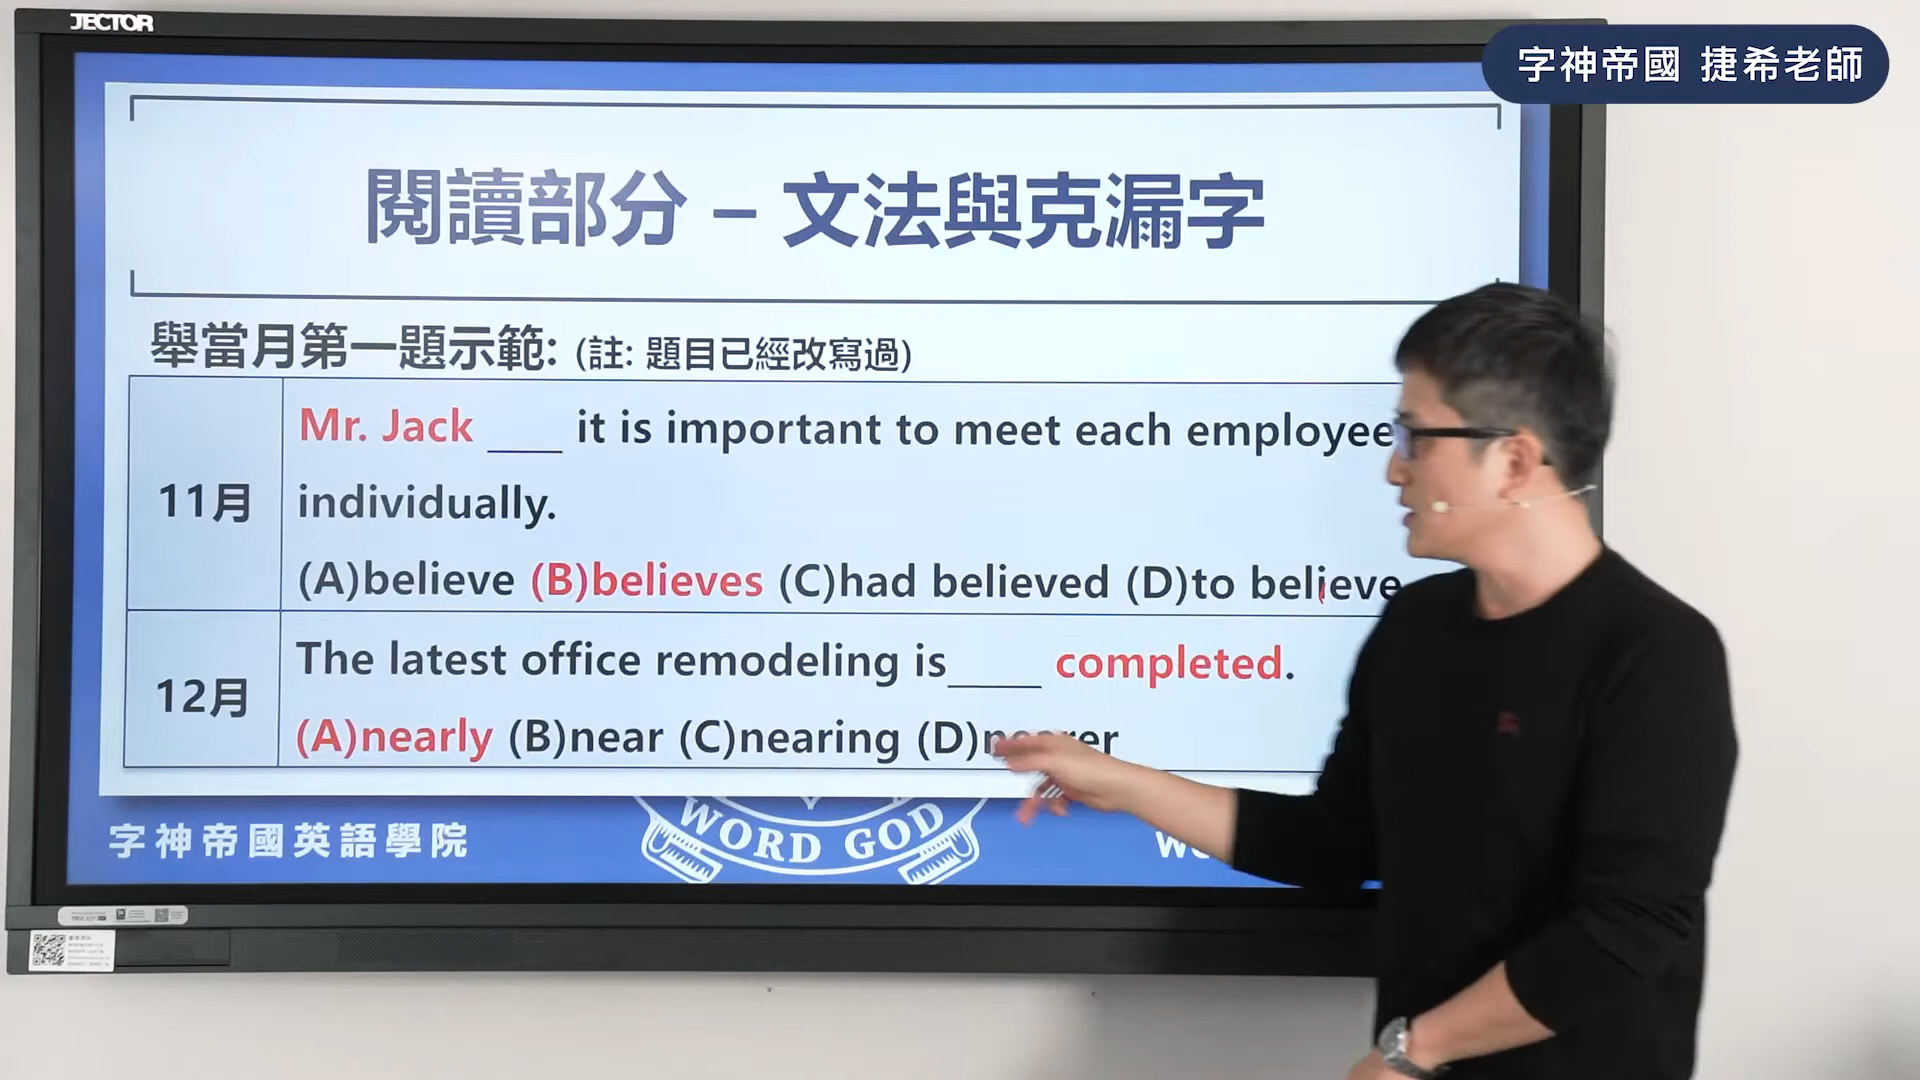 JECTOR
字神帝國 捷希老師
閱讀部分 – 文法與克漏字
舉當月第一題示範: (註: 題目已經改寫過)
11月
Mr. Jack ____ it is important to meet each employee
individually.
(A)believe (B)believes (C)had believed (D)to believe
12月
The latest office remodeling is____ completed.
(A)nearly (B)near (C)nearing (D)nearer
字神帝國英語學院
WORD GOD